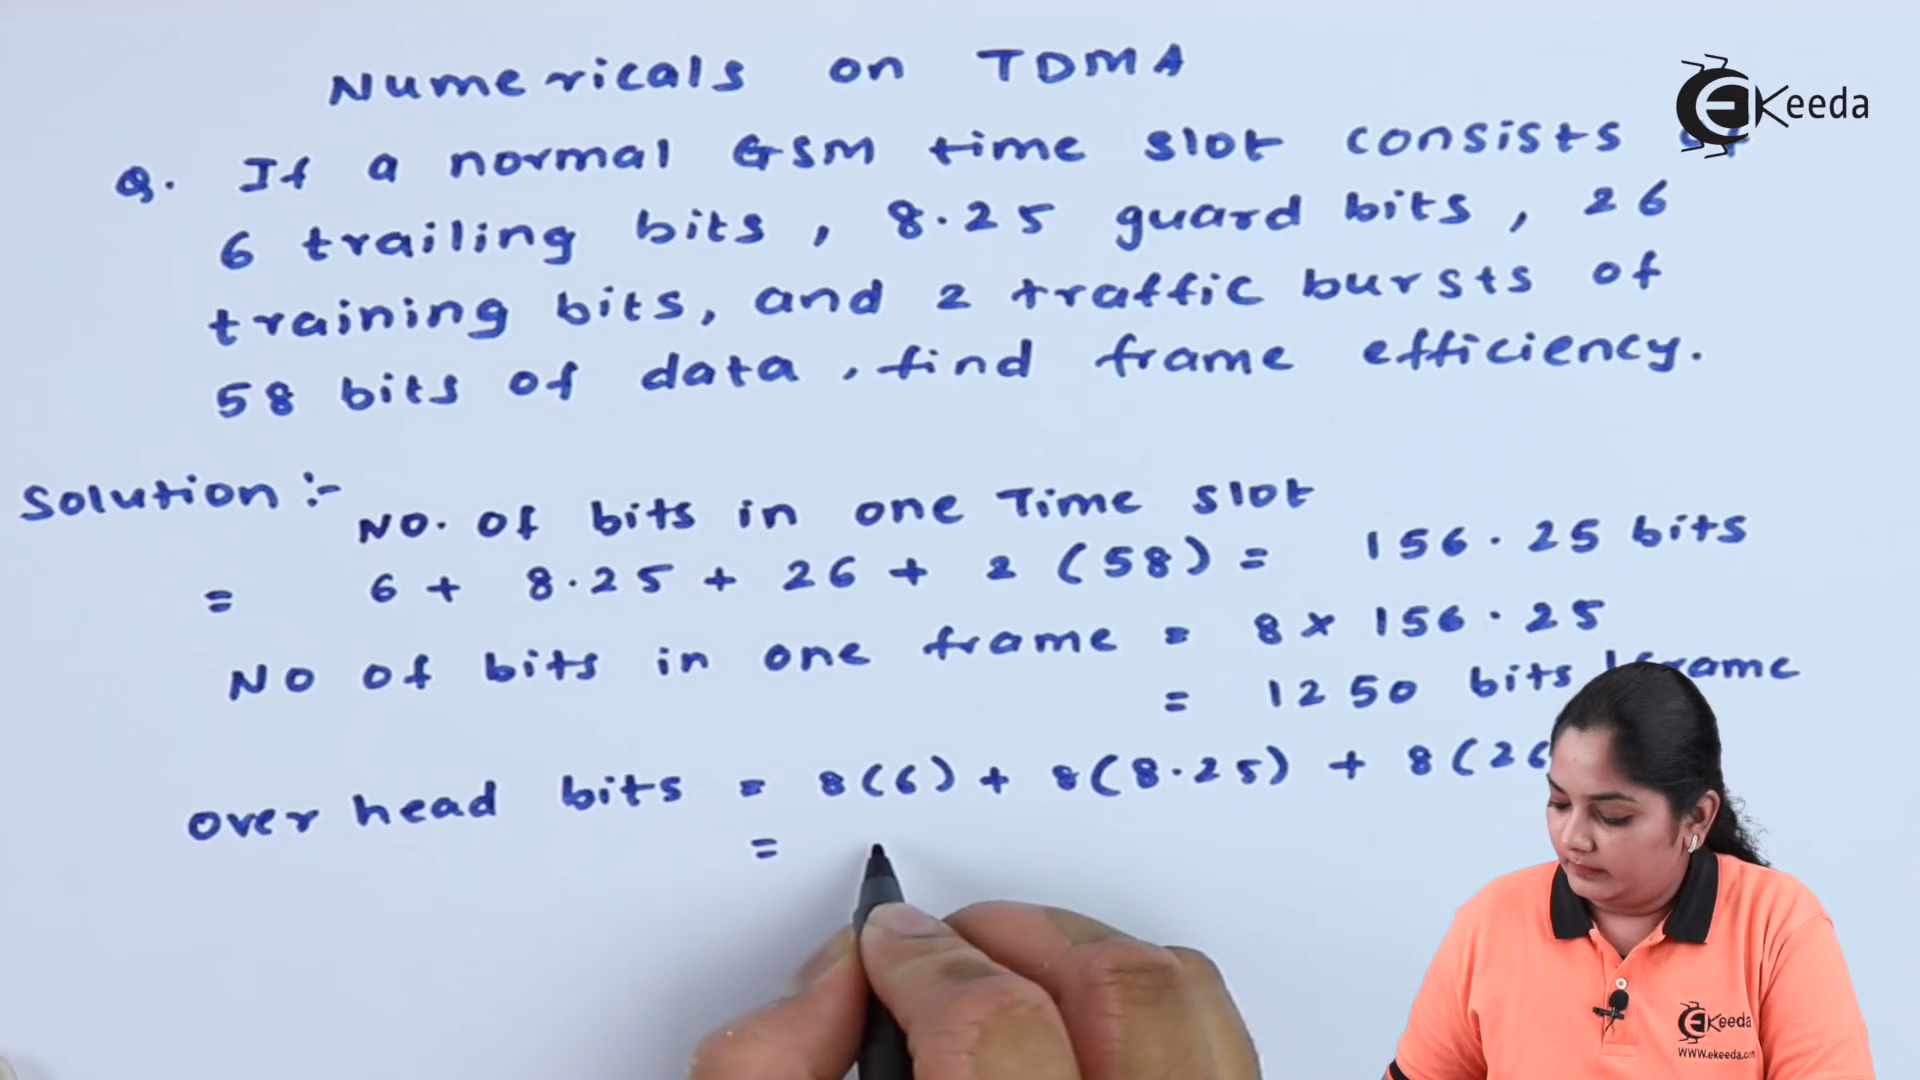 Numericals on TDMA
EKeeda
Q. If a normal GSM time slot consists of
6 trailing bits, 8.25 guard bits, 26
training bits, and 2 traffic bursts of
58 bits of data, find frame efficiency.
Solution :-
No. of bits in one Time slot
= 6 + 8.25 + 26 + 2 (58) = 156.25 bits
No of bits in one frame = 8 x 156.25
= 1250 bits
over head bits = 8(6) + 8(8.25) + 8(26
=
EKeeda
www.ekeeda.com